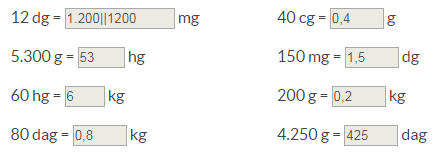 12 dg = 1.200||1200 mg 40 cg = 0,4 g
5.300 g = 53 hg 150 mg = 1,5 dg
60 hg = 6 kg 200 g = 0,2 kg
80 dag = 0,8 kg 4.250 g = 425 dag